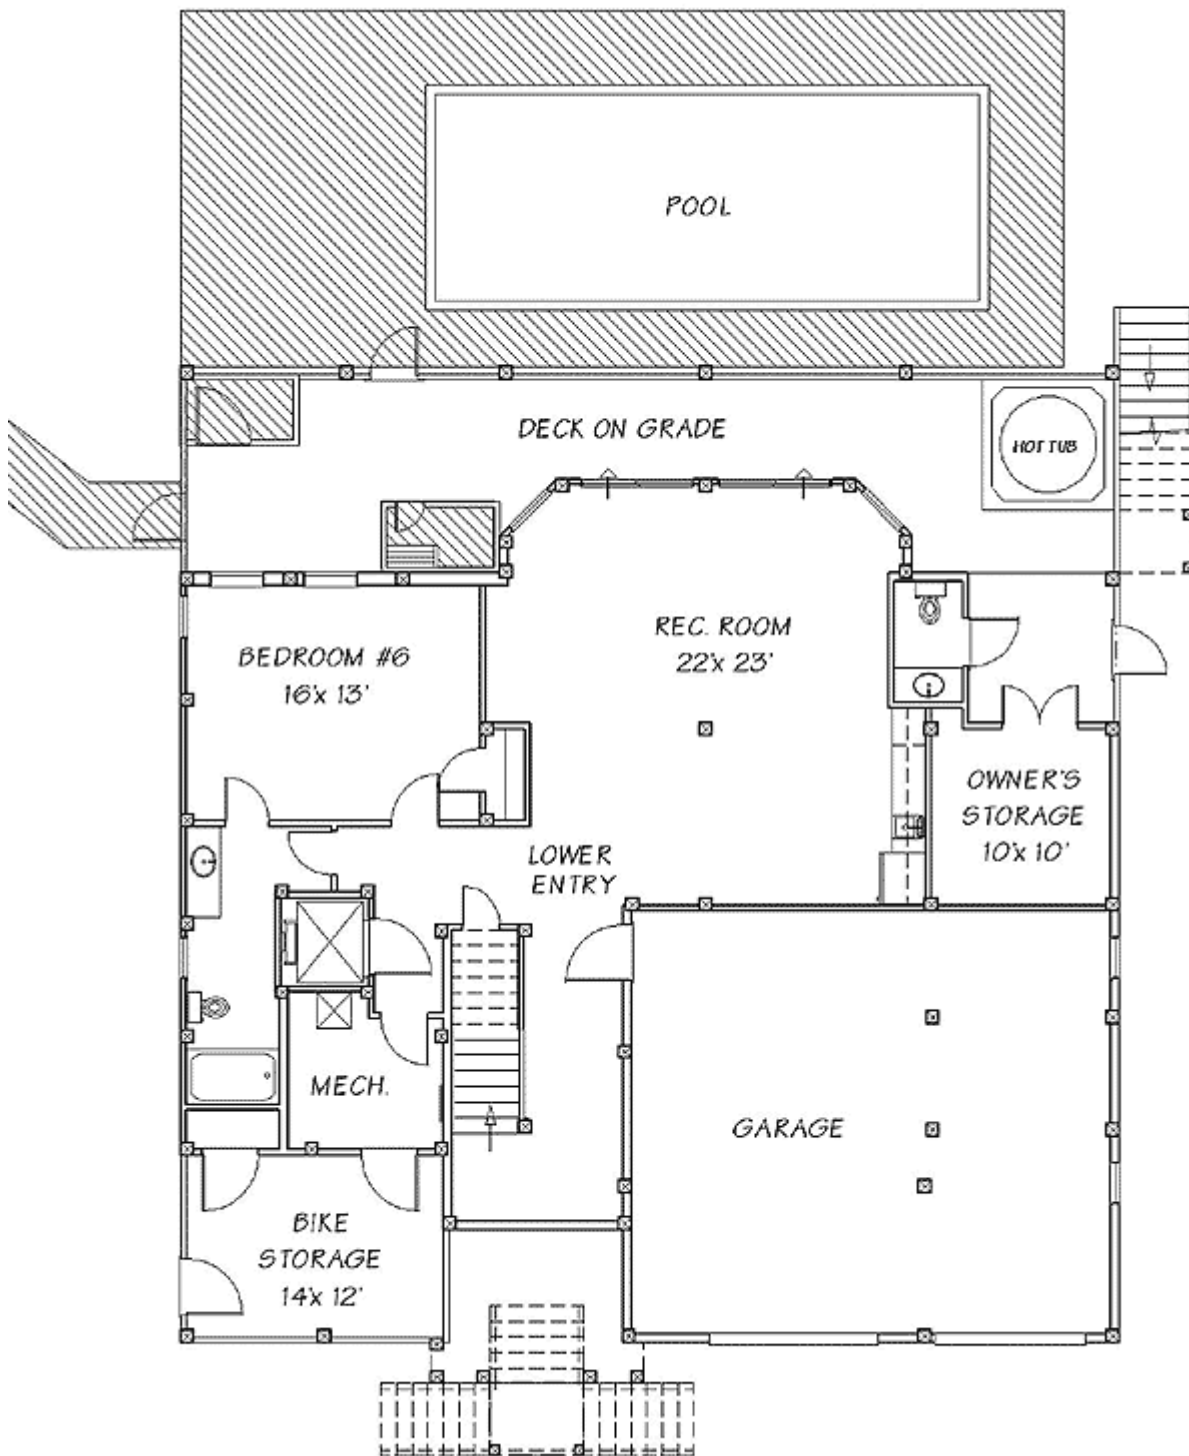 POOL
DECK ON GRADE
HOT TUB
REC. ROOM
22'x 23'
BEDROOM #6
16'x 13'
OWNER'S
STORAGE
10'x 10'
LOWER
ENTRY
MECH.
GARAGE
BIKE
STORAGE
14'x 12'